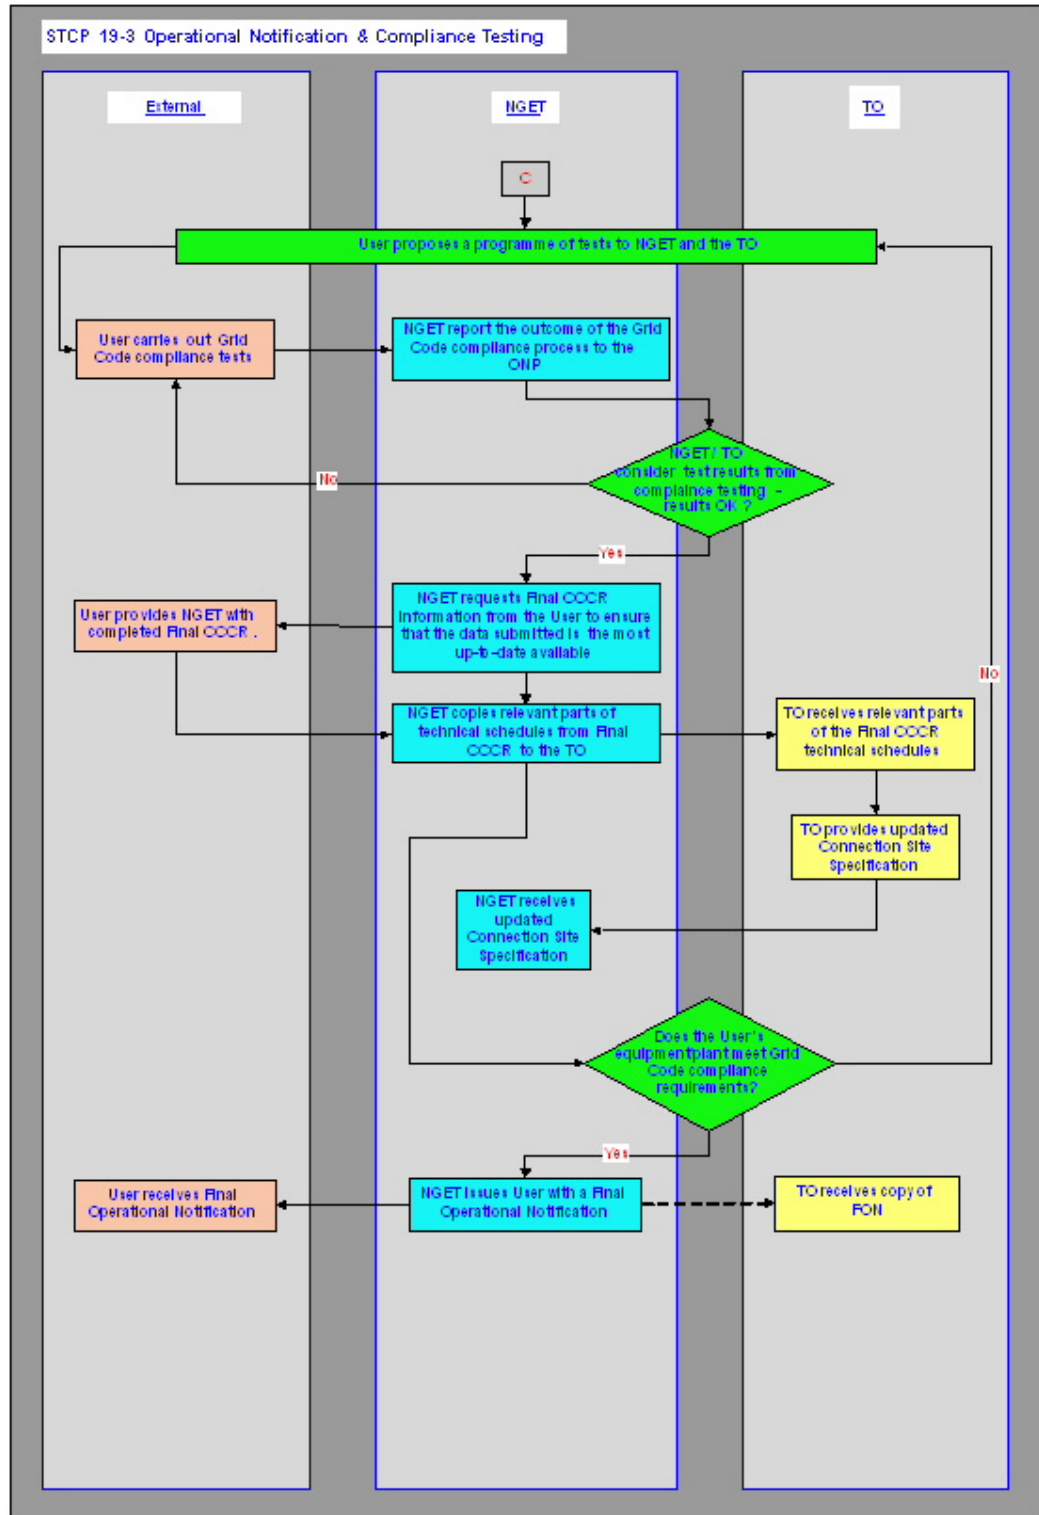 STCP 19-3 Operational Notification & Compliance Testing
External
NGET
TO
C
User proposes a programme of tests to NGET and the TO
User carries out Grid
Code compliance tests
NGET report the outcome of the Grid
Code compliance process to the
ONP
NGET / TO
consider test results from
complaince testing -
results OK ?
No
Yes
NGET requests Final CCCR
information from the User to ensure
that the data submitted is the most
up-to-date available
User provides NGET with
completed Final CCCR .
No
NGET copies relevant parts of
technical schedules from Final
CCCR to the TO
TO receives relevant parts
of the Final CCCR
technical schedules
TO provides updated
Connection Site
Specification
NGET receives
updated
Connection Site
Specification
Does the User's
equipment/plant meet Grid
Code compliance
requirements?
Yes
User receives Final
Operational Notification
NGET issues User with a Final
Operational Notification
TO receives copy of
FON